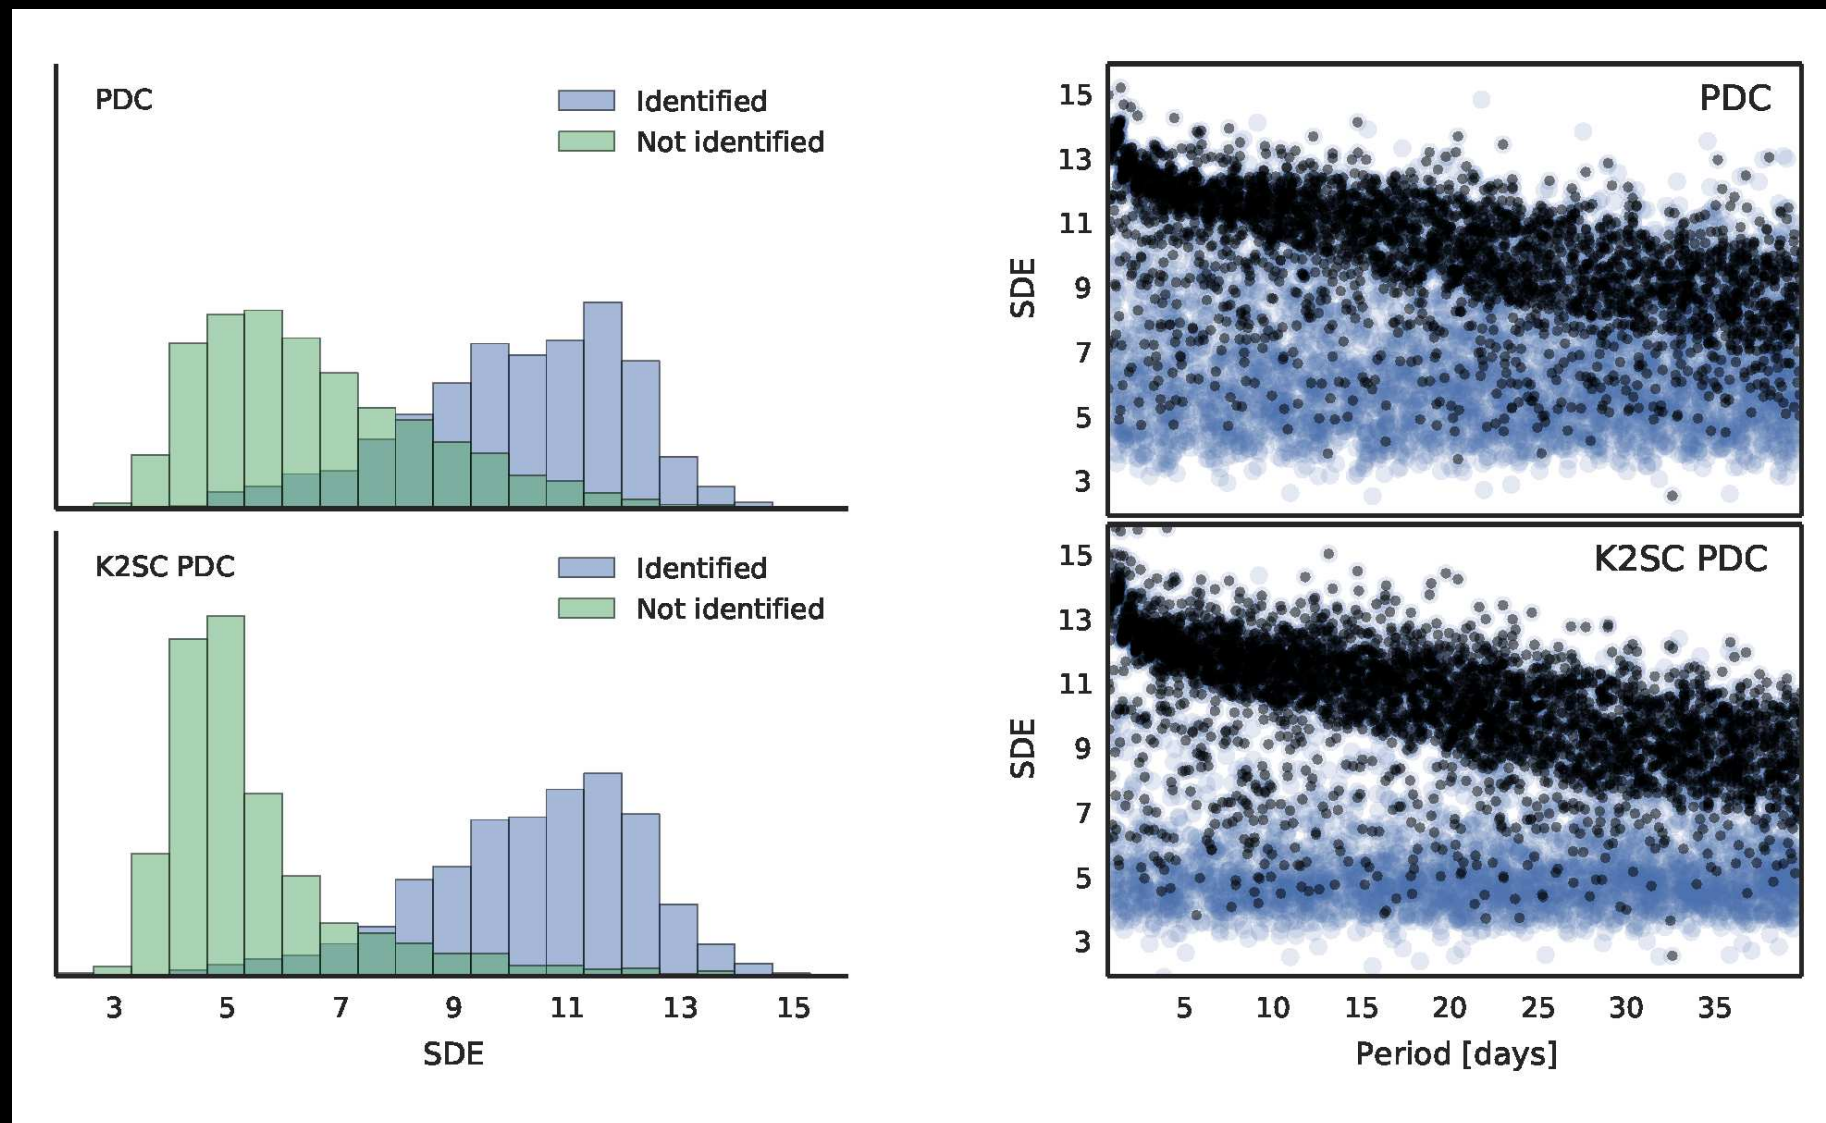 PDC
Identified
Not identified
K2SC PDC
Identified
Not identified
3 5 7 9 11 13 15
SDE
PDC
15
13
11
9
7
5
3
SDE
K2SC PDC
15
13
11
9
7
5
3
SDE
5 10 15 20 25 30 35
Period [days]